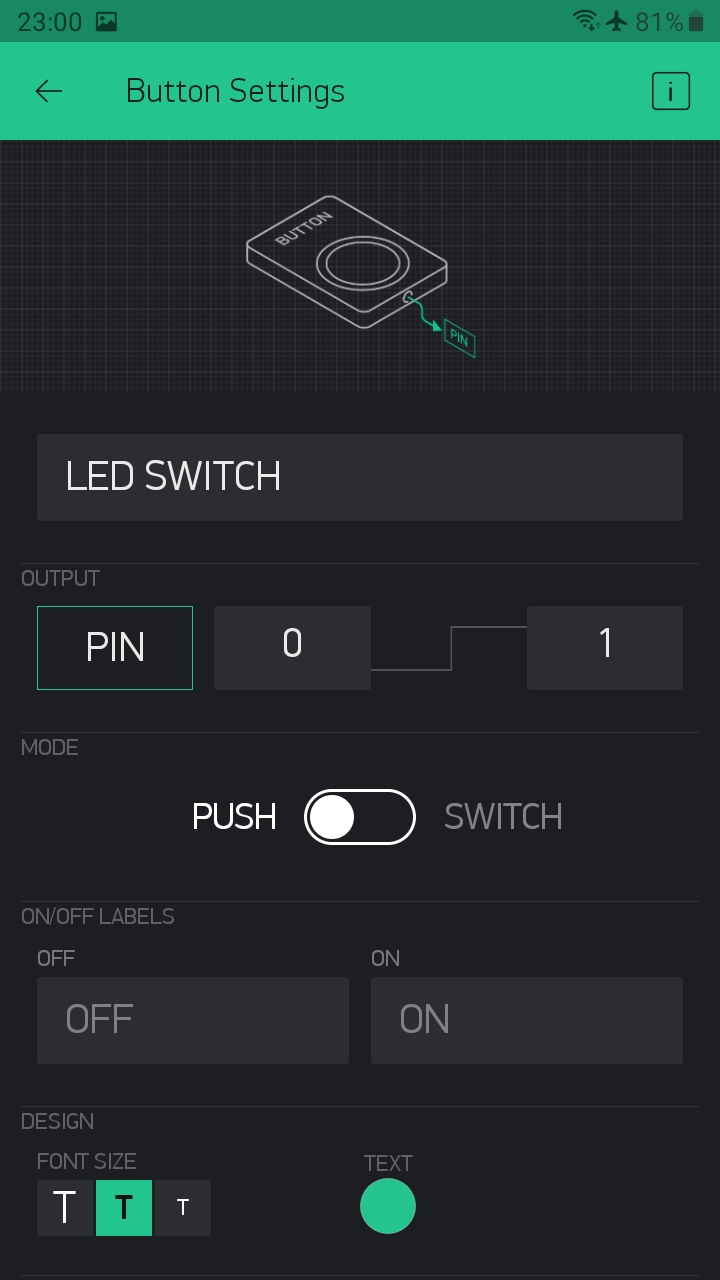 23:00 81%
Button Settings i
BUTTON
PIN
LED SWITCH
OUTPUT
PIN 0 1
MODE
PUSH SWITCH
ON/OFF LABELS
OFF ON
OFF ON
DESIGN
FONT SIZE TEXT
T T T